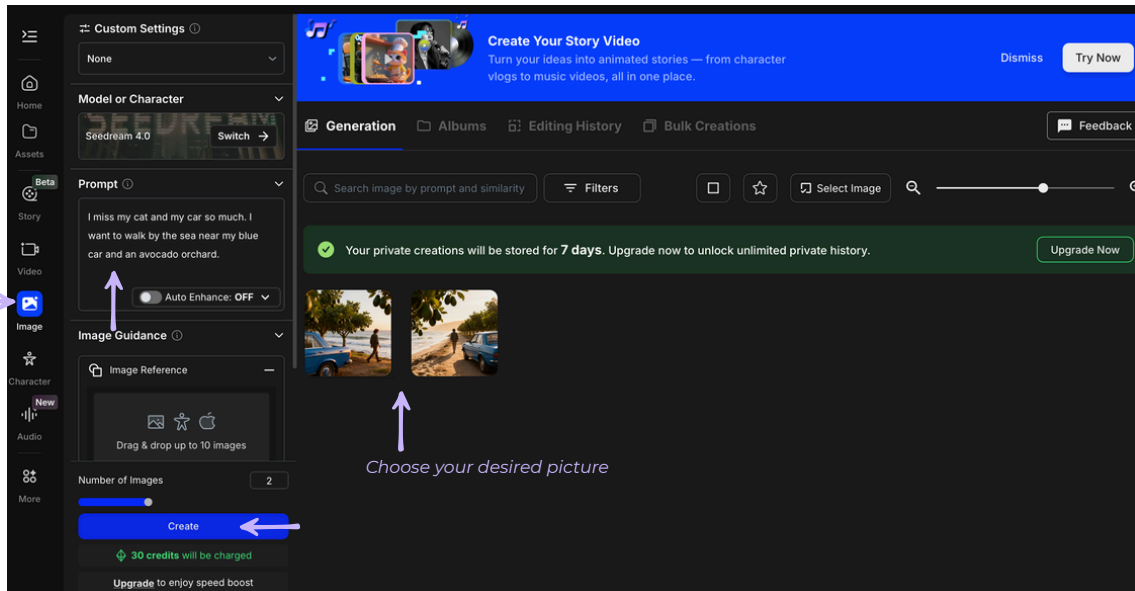 Custom Settings
None
Model or Character
SEEDREAM
Seedream 4.0
Switch
Prompt
I miss my cat and my car so much. I
want to walk by the sea near my blue
car and an avocado orchard.
Auto Enhance: OFF
Image Guidance
Image Reference
Drag & drop up to 10 images
Number of Images
2
Create
30 credits will be charged
Upgrade to enjoy speed boost
Home
Assets
Beta
Story
Video
Image
Character
New
Audio
More
Create Your Story Video
Turn your ideas into animated stories — from character
vlogs to music videos, all in one place.
Dismiss
Try Now
Generation
Albums
Editing History
Bulk Creations
Feedback
Search image by prompt and similarity
Filters
Select Image
Your private creations will be stored for 7 days. Upgrade now to unlock unlimited private history.
Upgrade Now
Choose your desired picture